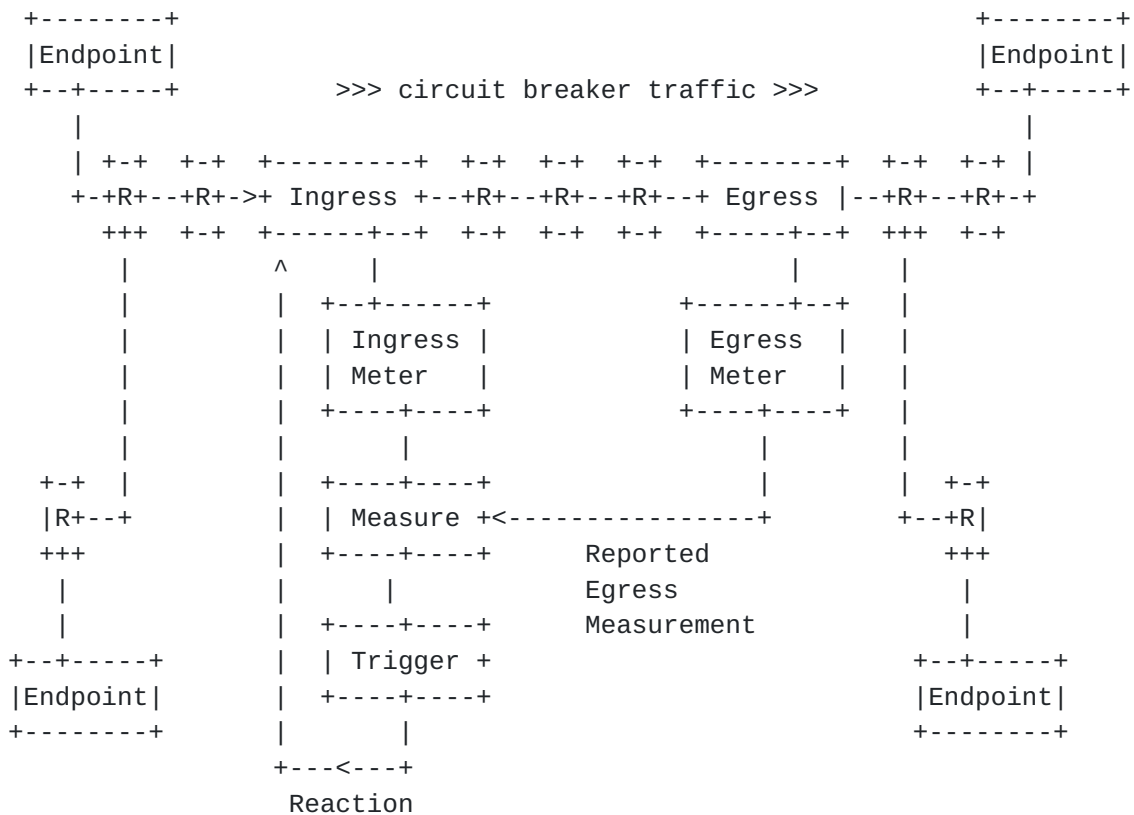 +--------+                                                   +--------+
 |Endpoint|                                                   |Endpoint|
 +--+-----+          >>> circuit breaker traffic >>>          +--+-----+
    |                                                            |
    | +-+  +-+  +---------+  +-+  +-+  +-+  +--------+  +-+  +-+ |
    +-+R+--+R+->+ Ingress +--+R+--+R+--+R+--+ Egress |--+R+--+R+-+
      +++  +-+  +------+--+  +-+  +-+  +-+  +-----+--+  +++  +-+
       |         ^     |                          |      |
       |         |  +--+------+            +------+--+   |
       |         |  | Ingress |            | Egress  |   |
       |         |  | Meter   |            | Meter   |   |
       |         |  +----+----+            +----+----+   |
       |         |       |                      |        |
  +-+  |         |  +----+----+                 |        |  +-+
  |R+--+         |  | Measure +<----------------+        +--+R|
  +++            |  +----+----+      Reported               +++
   |             |      |            Egress                  |
   |             |  +----+----+      Measurement             |
+--+-----+       |  | Trigger +                           +--+-----+
|Endpoint|       |  +----+----+                           |Endpoint|
+--------+       |       |                                +--------+
                 +---<---+
                  Reaction